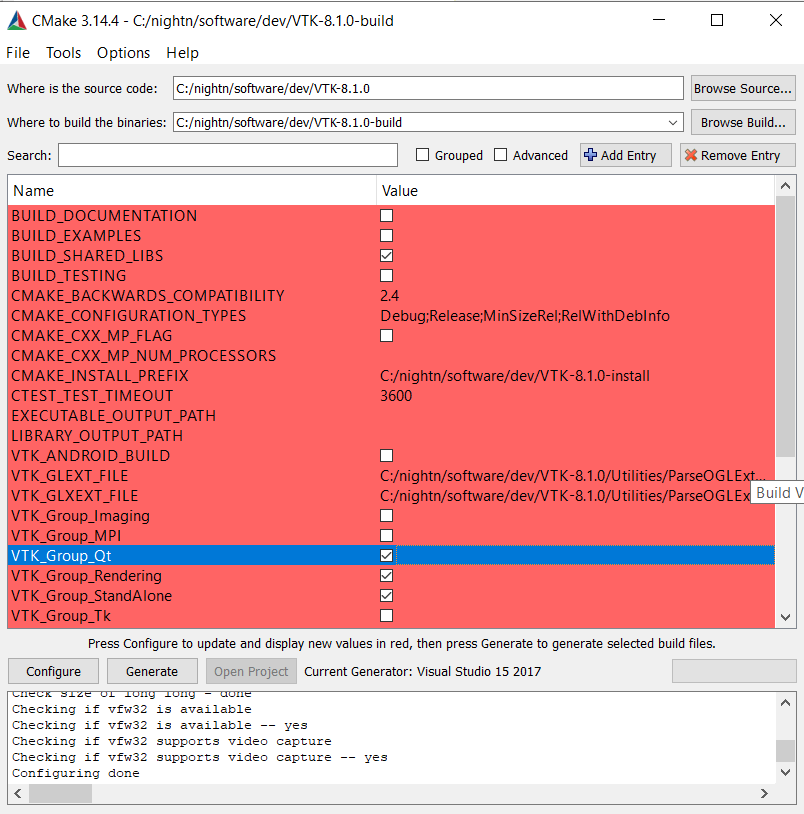 CMake 3.14.4 - C:/nightn/software/dev/VTK-8.1.0-build
File Tools Options Help
Where is the source code: C:/nightn/software/dev/VTK-8.1.0 Browse Source...
Where to build the binaries: C:/nightn/software/dev/VTK-8.1.0-build Browse Build...
Search: Grouped Advanced Add Entry Remove Entry
Name Value
BUILD_DOCUMENTATION
BUILD_EXAMPLES
BUILD_SHARED_LIBS
BUILD_TESTING
CMAKE_BACKWARDS_COMPATIBILITY 2.4
CMAKE_CONFIGURATION_TYPES Debug;Release;MinSizeRel;RelWithDebInfo
CMAKE_CXX_MP_FLAG
CMAKE_CXX_MP_NUM_PROCESSORS
CMAKE_INSTALL_PREFIX C:/nightn/software/dev/VTK-8.1.0-install
CTEST_TEST_TIMEOUT 3600
EXECUTABLE_OUTPUT_PATH
LIBRARY_OUTPUT_PATH
VTK_ANDROID_BUILD
VTK_GLEXT_FILE C:/nightn/software/dev/VTK-8.1.0/Utilities/ParseOGLExt...
VTK_GLXEXT_FILE C:/nightn/software/dev/VTK-8.1.0/Utilities/ParseOGLEx
Build V
VTK_Group_Imaging
VTK_Group_MPI
VTK_Group_Qt
VTK_Group_Rendering
VTK_Group_StandAlone
VTK_Group_Tk
Press Configure to update and display new values in red, then press Generate to generate selected build files.
Configure Generate Open Project Current Generator: Visual Studio 15 2017
Check size of long long - done
Checking if vfw32 is available
Checking if vfw32 is available -- yes
Checking if vfw32 supports video capture
Checking if vfw32 supports video capture -- yes
Configuring done